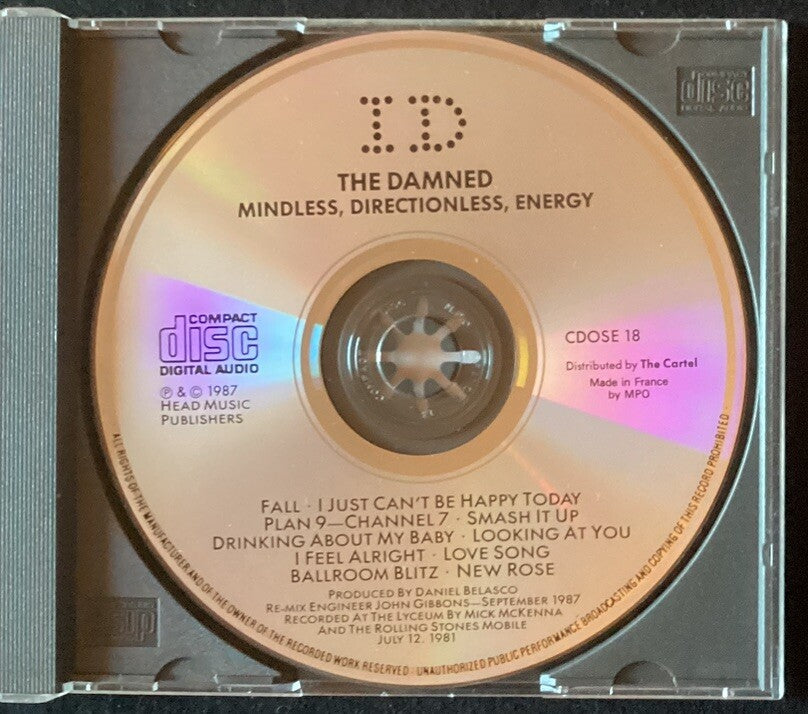 ID
THE DAMNED
MINDLESS, DIRECTIONLESS, ENERGY
COMPACT
disc
DIGITAL AUDIO
COMPACT
disc
DIGITAL AUDIO
℗ & © 1987
HEAD MUSIC
PUBLISHERS
CDOSE 18
Distributed by The Cartel
Made in France
by MPO
FALL · I JUST CAN'T BE HAPPY TODAY
PLAN 9—CHANNEL 7 · SMASH IT UP
DRINKING ABOUT MY BABY · LOOKING AT YOU
I FEEL ALRIGHT · LOVE SONG
BALLROOM BLITZ · NEW ROSE
PRODUCED BY DANIEL BELASCO
RE-MIX ENGINEER JOHN GIBBONS—SEPTEMBER 1987
RECORDED AT THE LYCEUM BY MICK MCKENNA
AND THE ROLLING STONES MOBILE
JULY 12, 1981
ALL RIGHTS OF THE MANUFACTURER AND OF THE OWNER OF THE RECORDED WORK RESERVED · UNAUTHORIZED PUBLIC PERFORMANCE BROADCASTING AND COPYING OF THIS RECORD PROHIBITED